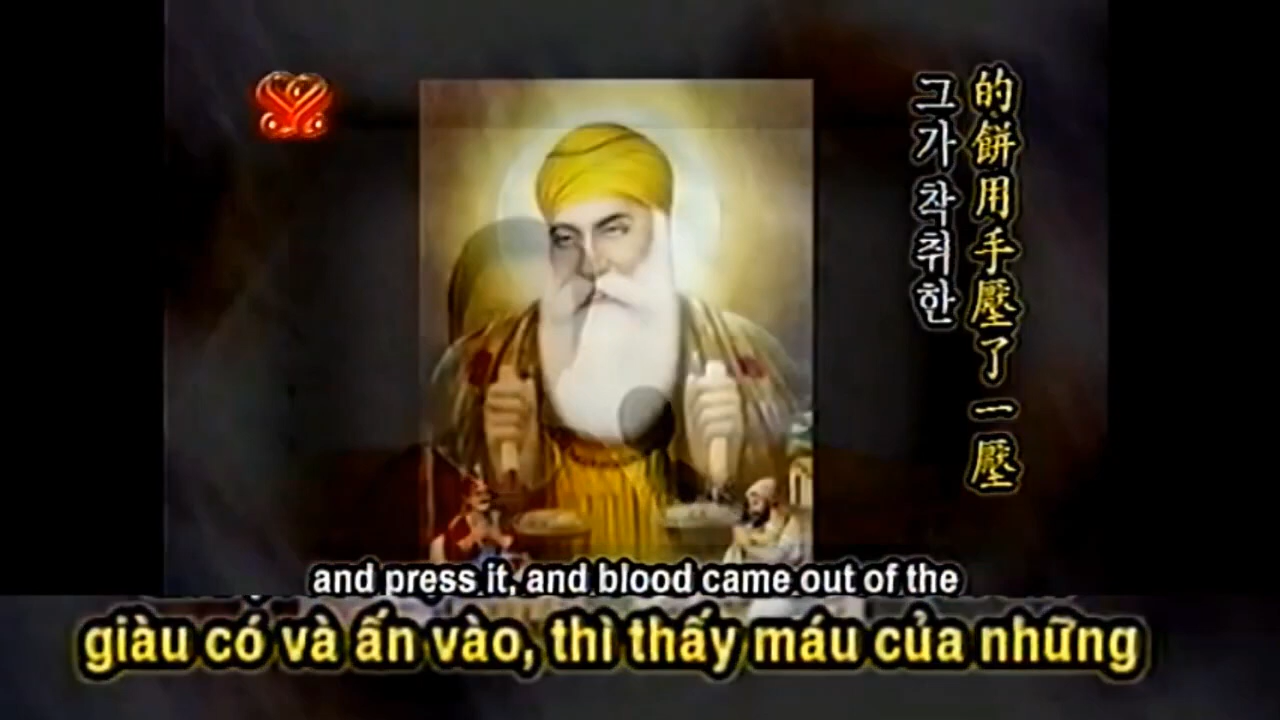 的餅用手壓了一壓
그가 착취한
and press it, and blood came out of the
giàu có và ấn vào, thì thấy máu của những